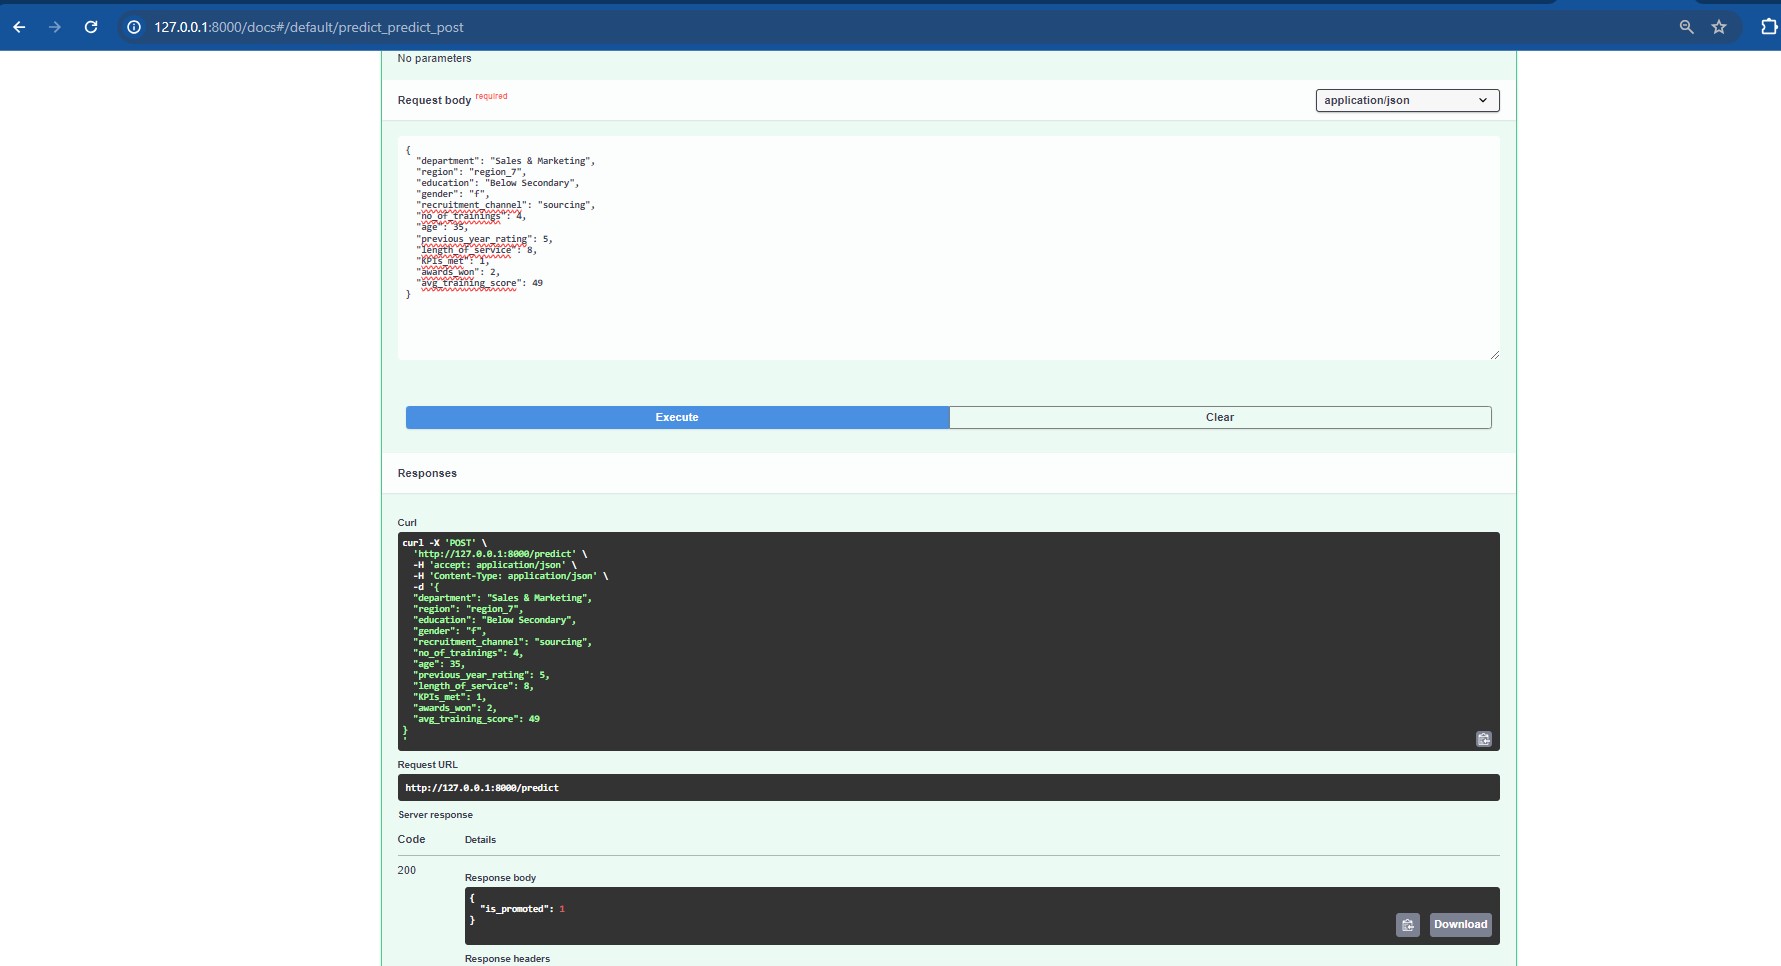 127.0.0.1:8000/docs#/default/predict_predict_post
No parameters
Request body required
application/json
{
  "department": "Sales & Marketing",
  "region": "region_7",
  "education": "Below Secondary",
  "gender": "f",
  "recruitment_channel": "sourcing",
  "no_of_trainings": 4,
  "age": 35,
  "previous_year_rating": 5,
  "length_of_service": 8,
  "KPIs_met": 1,
  "awards_won": 2,
  "avg_training_score": 49
}
Execute
Clear
Responses
Curl
curl -X 'POST' \
  'http://127.0.0.1:8000/predict' \
  -H 'accept: application/json' \
  -H 'Content-Type: application/json' \
  -d '{
  "department": "Sales & Marketing",
  "region": "region_7",
  "education": "Below Secondary",
  "gender": "f",
  "recruitment_channel": "sourcing",
  "no_of_trainings": 4,
  "age": 35,
  "previous_year_rating": 5,
  "length_of_service": 8,
  "KPIs_met": 1,
  "awards_won": 2,
  "avg_training_score": 49
}
'
Request URL
http://127.0.0.1:8000/predict
Server response
Code Details
200
Response body
{
  "is_promoted": 1
}
Download
Response headers